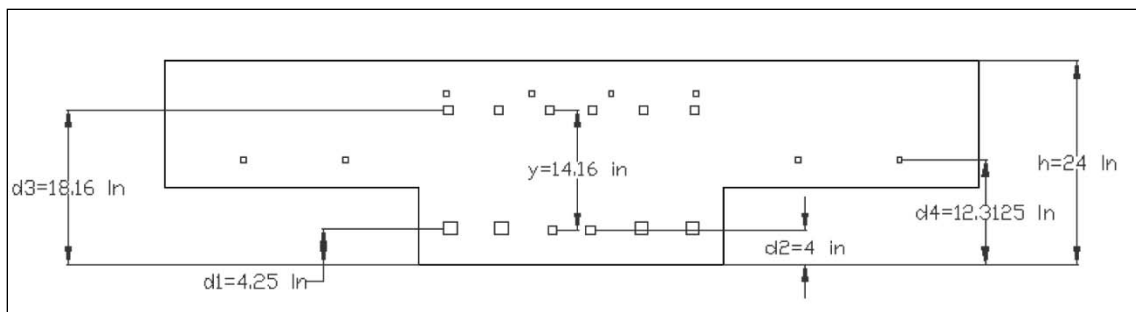 h=24 In
y=14.16 in
d3=18.16 In
d4=12.3125 In
d2=4 in
d1=4.25 In